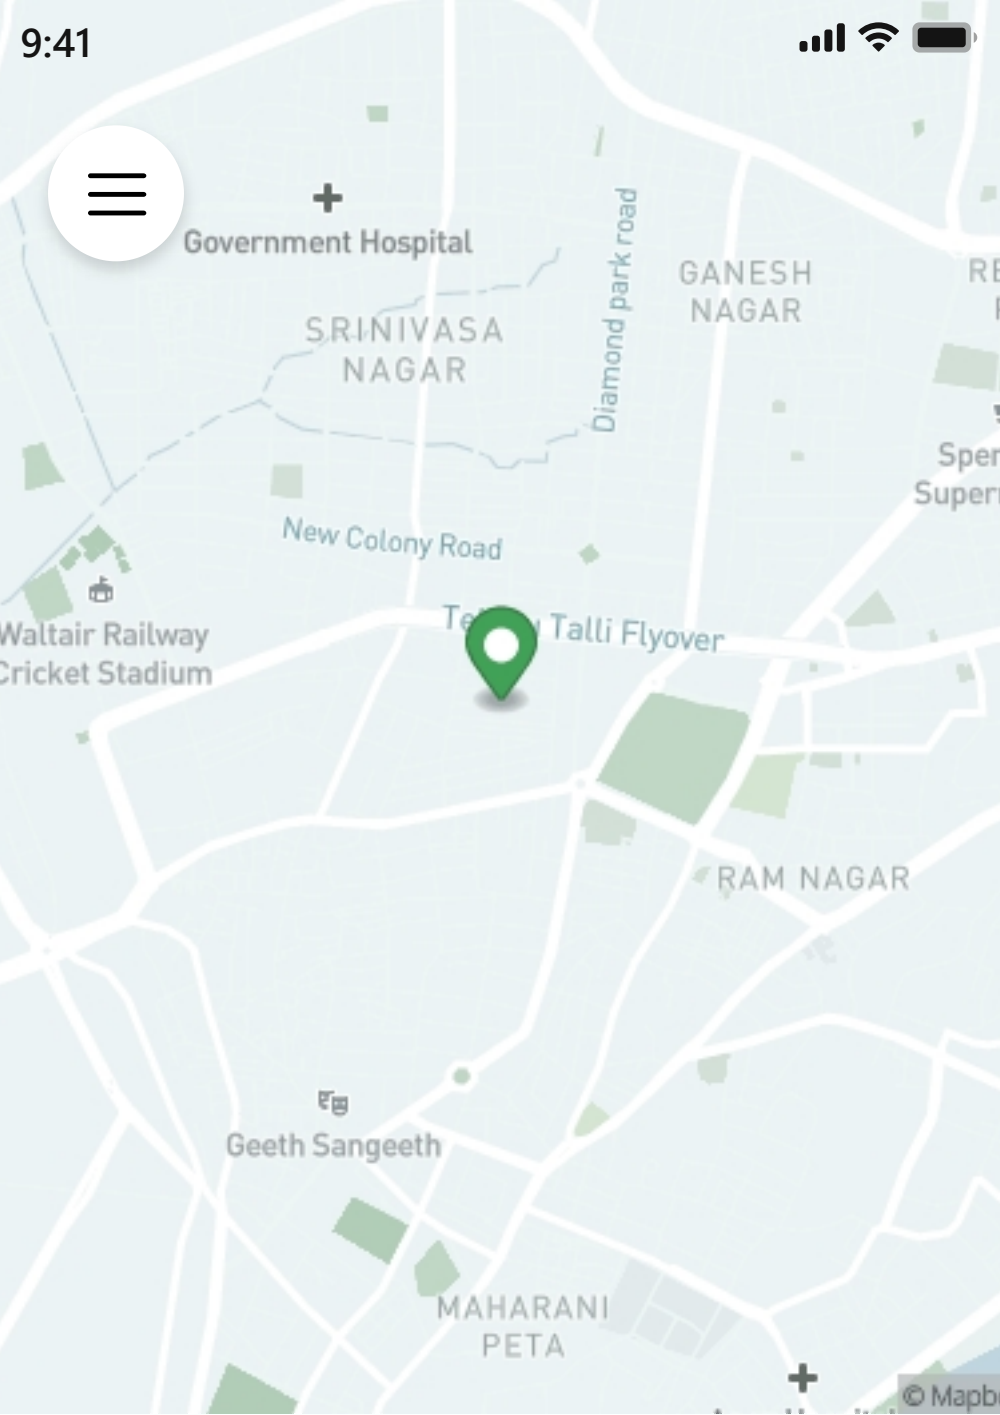 9:41
Government Hospital
Diamond park road
GANESH
NAGAR
SRINIVASA
NAGAR
New Colony Road
Talli Flyover
Waltair Railway
Cricket Stadium
RAM NAGAR
Geeth Sangeeth
MAHARANI
PETA